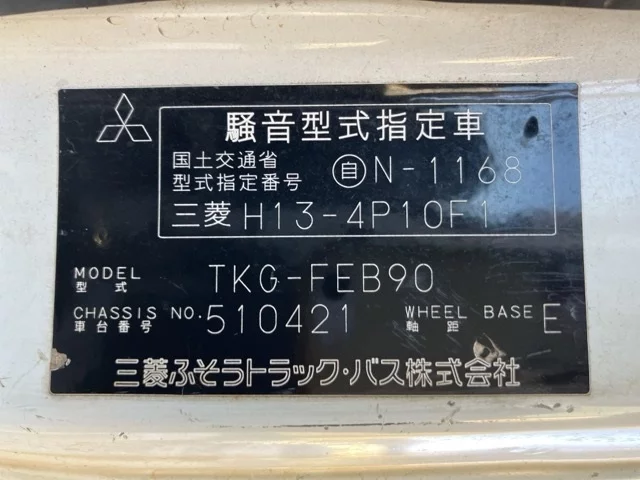 騒音型式指定車
国土交通省
型式指定番号 自N-1168
三菱 H13-4P10F1
MODEL 型式 TKG-FEB90
CHASSIS NO. 車台番号 510421 WHEEL BASE 軸距 E
三菱ふそうトラック・バス株式会社